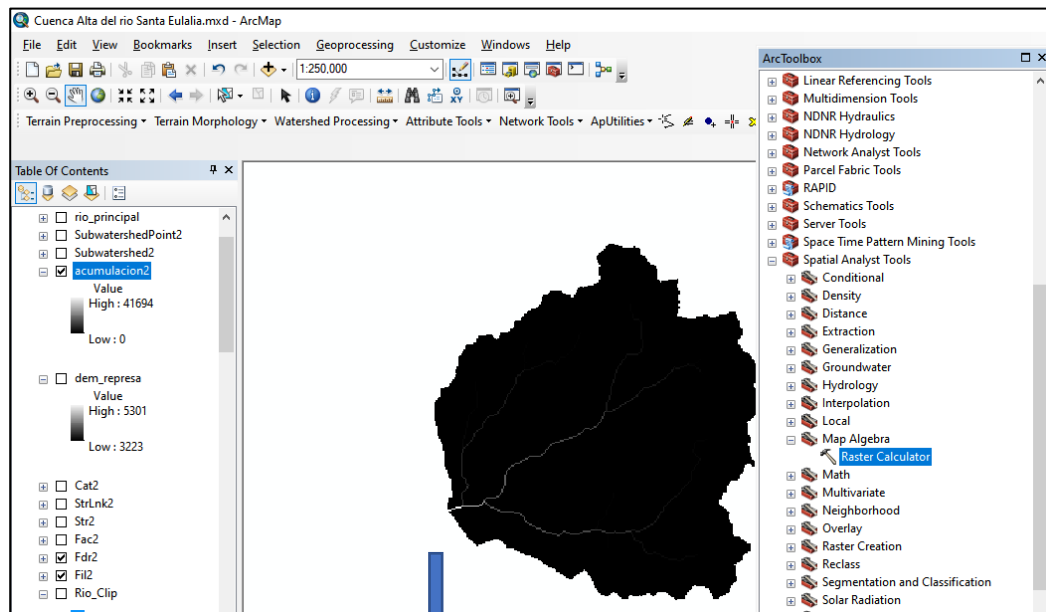 Cuenca Alta del rio Santa Eulalia.mxd - ArcMap
File Edit View Bookmarks Insert Selection Geoprocessing Customize Windows Help
1:250,000
Terrain Preprocessing Terrain Morphology Watershed Processing Attribute Tools Network Tools ApUtilities
Table Of Contents
rio_principal
SubwatershedPoint2
Subwatershed2
acumulacion2
Value
High : 41694
Low : 0
dem_represa
Value
High : 5301
Low : 3223
Cat2
StrLnk2
Str2
Fac2
Fdr2
Fil2
Rio_Clip
ArcToolbox
Linear Referencing Tools
Multidimension Tools
NDNR Hydraulics
NDNR Hydrology
Network Analyst Tools
Parcel Fabric Tools
RAPID
Schematics Tools
Server Tools
Space Time Pattern Mining Tools
Spatial Analyst Tools
Conditional
Density
Distance
Extraction
Generalization
Groundwater
Hydrology
Interpolation
Local
Map Algebra
Raster Calculator
Math
Multivariate
Neighborhood
Overlay
Raster Creation
Reclass
Segmentation and Classification
Solar Radiation